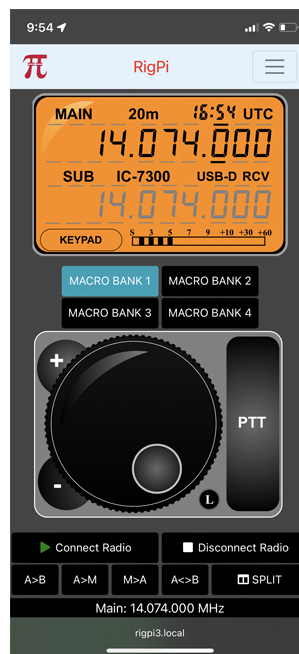 9:54
RigPi
MAIN 20m 16:54 UTC
14.074.000
SUB IC-7300 USB-D RCV
14.074.000
KEYPAD S 3 5 7 9 +10 +30 +60
MACRO BANK 1 MACRO BANK 2
MACRO BANK 3 MACRO BANK 4
+
PTT
-
L
Connect Radio Disconnect Radio
A>B A>M M>A A<>B SPLIT
Main: 14.074.000 MHz
rigpi3.local